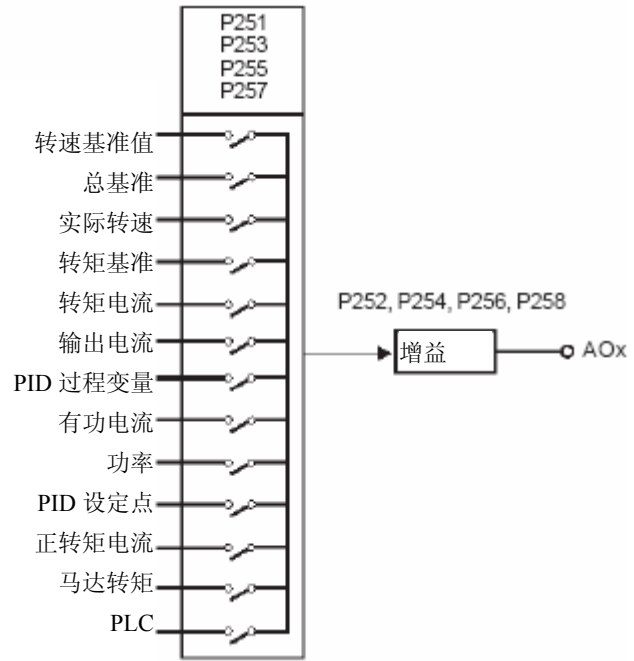 P251
P253
P255
P257
转速基准值
总基准
实际转速
转矩基准
转矩电流
输出电流
PID 过程变量
有功电流
功率
PID 设定点
正转矩电流
马达转矩
PLC
P252, P254, P256, P258
增益
AOx